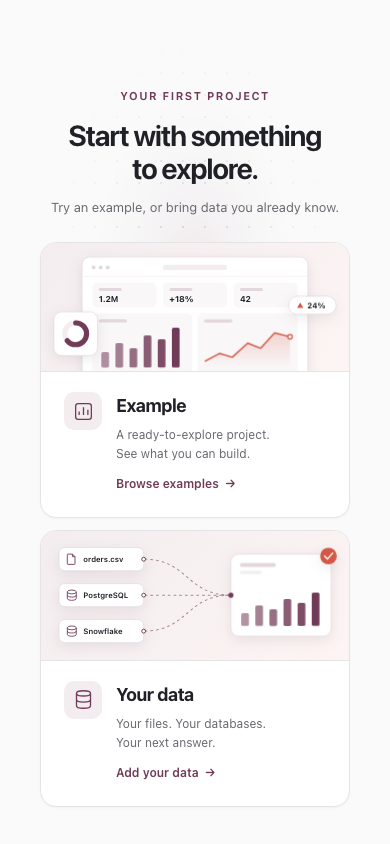 YOUR FIRST PROJECT
Start with something
to explore.
Try an example, or bring data you already know.
1.2M
+18%
42
24%
Example
A ready-to-explore project.
See what you can build.
Browse examples
orders.csv
PostgreSQL
Snowflake
Your data
Your files. Your databases.
Your next answer.
Add your data